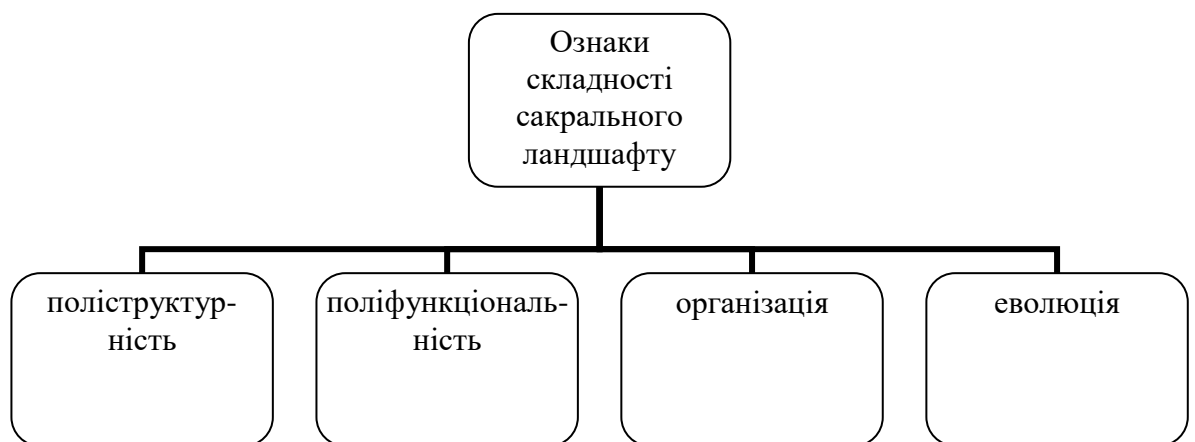 Ознаки
складності
сакрального
ландшафту
поліструктур-
ність
поліфункціональ-
ність
організація
еволюція